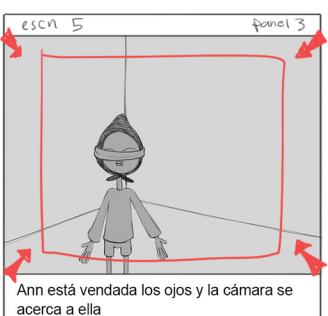 escn 5 panel 3
Ann está vendada los ojos y la cámara se
acerca a ella